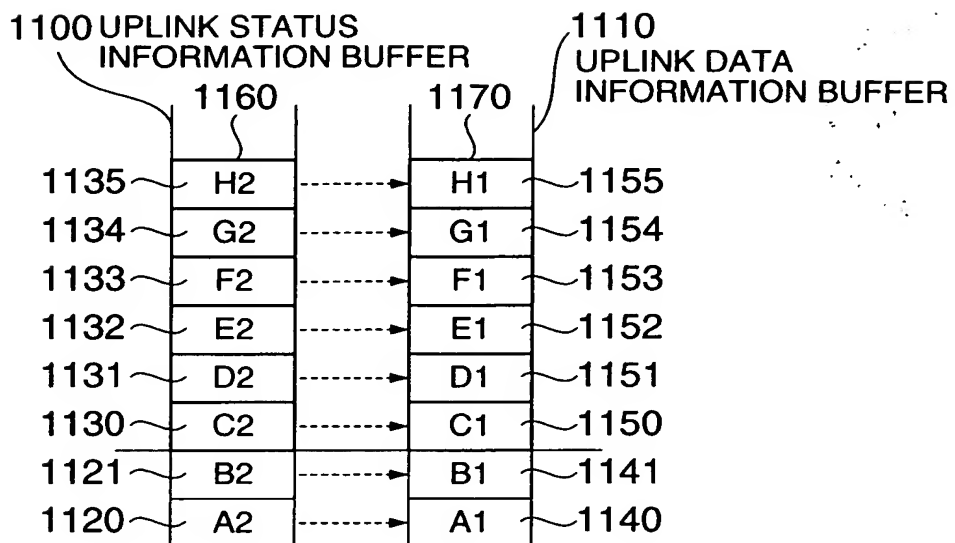 1100 UPLINK STATUS
INFORMATION BUFFER
1110
UPLINK DATA
INFORMATION BUFFER
1160 1170
1135 H2 H1 1155
1134 G2 G1 1154
1133 F2 F1 1153
1132 E2 E1 1152
1131 D2 D1 1151
1130 C2 C1 1150
1121 B2 B1 1141
1120 A2 A1 1140